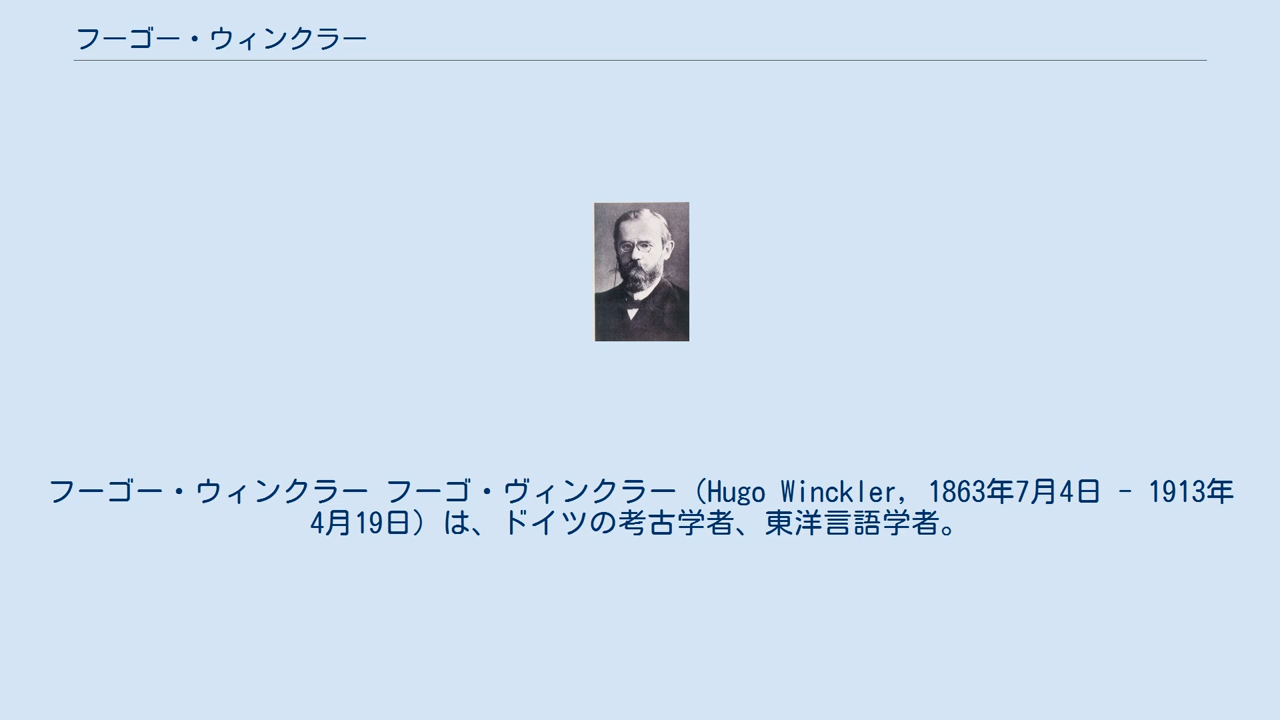 フーゴー・ウィンクラー
フーゴー・ウィンクラー フーゴ・ヴィンクラー（Hugo Winckler, 1863年7月4日 - 1913年
4月19日）は、ドイツの考古学者、東洋言語学者。